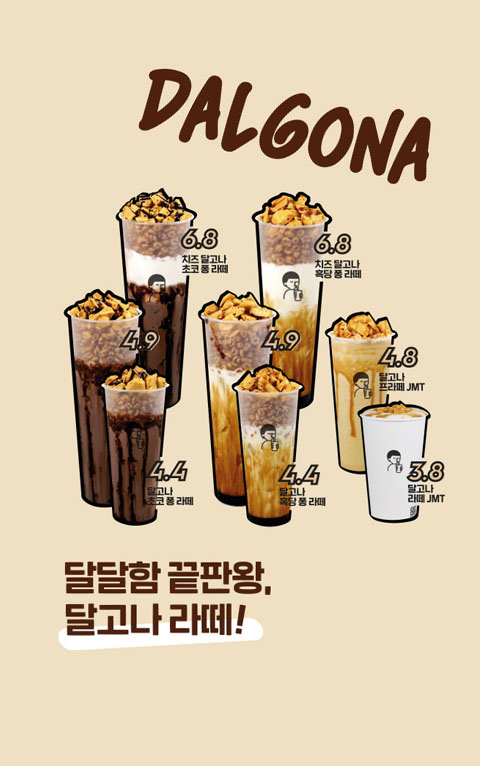 DALGONA
6.8
치즈 달고나
초코 퐁 라떼
6.8
치즈 달고나
흑당 퐁 라떼
4.9
4.9
4.8
달고나
프라페 JMT
4.4
달고나
초코 퐁 라떼
4.4
달고나
흑당 퐁 라떼
3.8
달고나
라떼 JMT
달달함 끝판왕,
달고나 라떼!